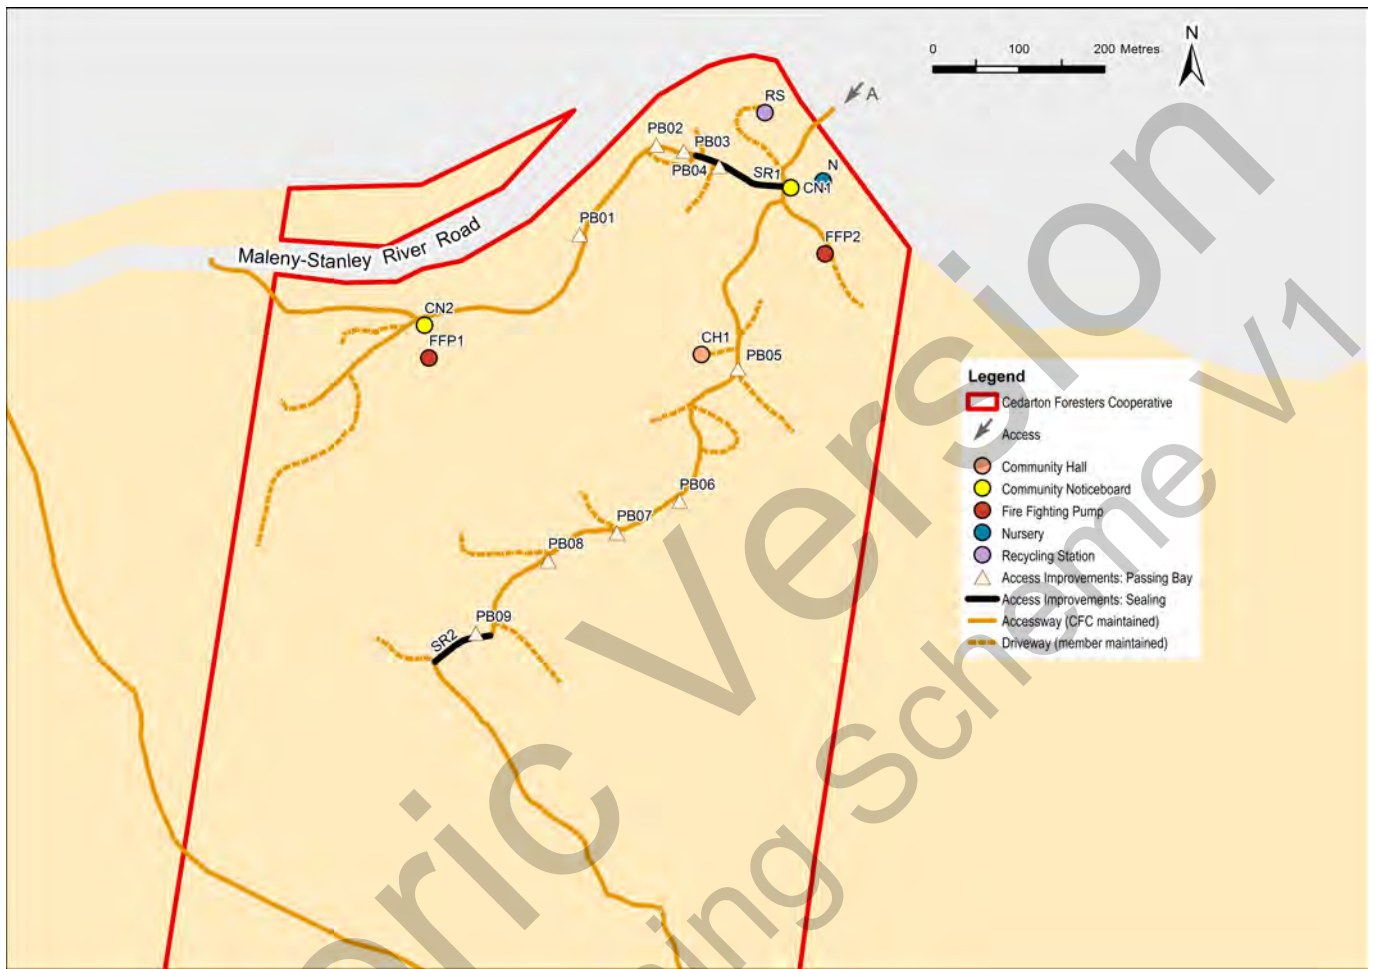 N
0 100 200 Metres
A
RS
PB02
PB03
PB04
SR1
N
CN1
PB01
FFP2
Maleny-Stanley River Road
CN2
FFP1
CH1
PB05
PB06
PB07
PB08
PB09
SR2
Legend
Cedarton Foresters Cooperative
Access
Community Hall
Community Noticeboard
Fire Fighting Pump
Nursery
Recycling Station
Access Improvements: Passing Bay
Access Improvements: Sealing
Accessway (CFC maintained)
Driveway (member maintained)
oric Version
ning Scheme V1